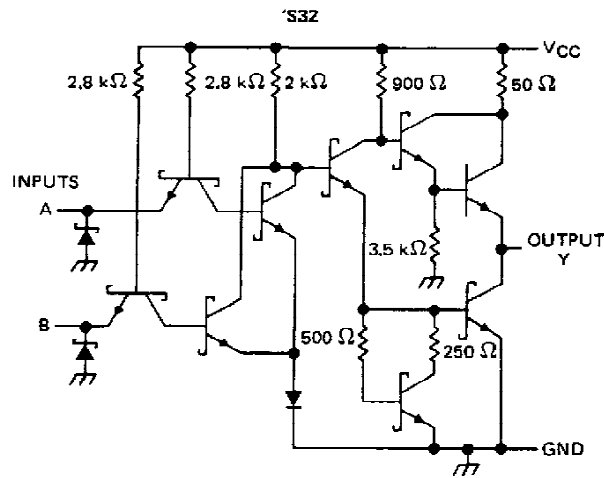 'S32
VCC
2.8 kΩ
2.8 kΩ
2 kΩ
900 Ω
50 Ω
INPUTS
A
3.5 kΩ
OUTPUT
Y
B
500 Ω
250 Ω
GND